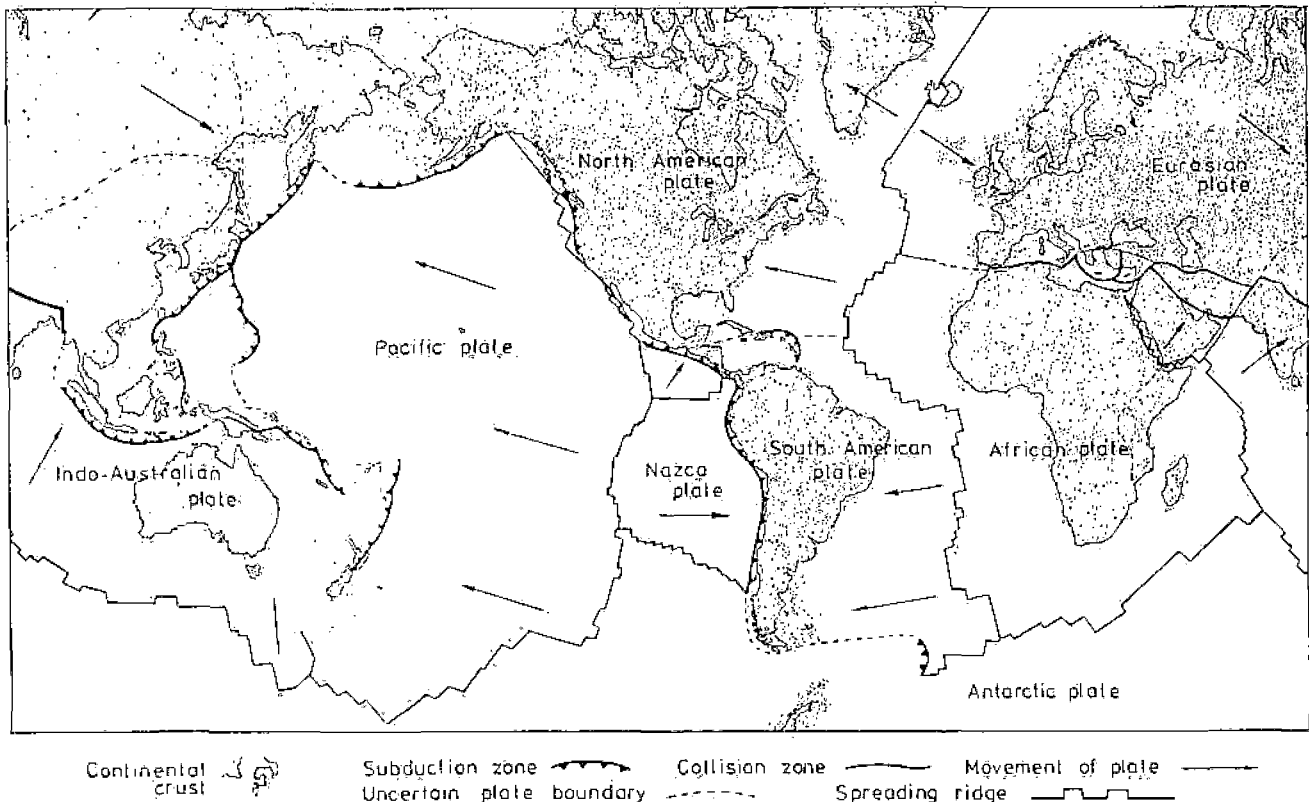 North American
plate
Eurasian
plate
Pacific plate
Indo-Australian
plate
Nazca
plate
South American
plate
African plate
Antarctic plate
Continental
crust
Subduction zone
Collision zone
Movement of plate
Uncertain plate boundary
Spreading ridge